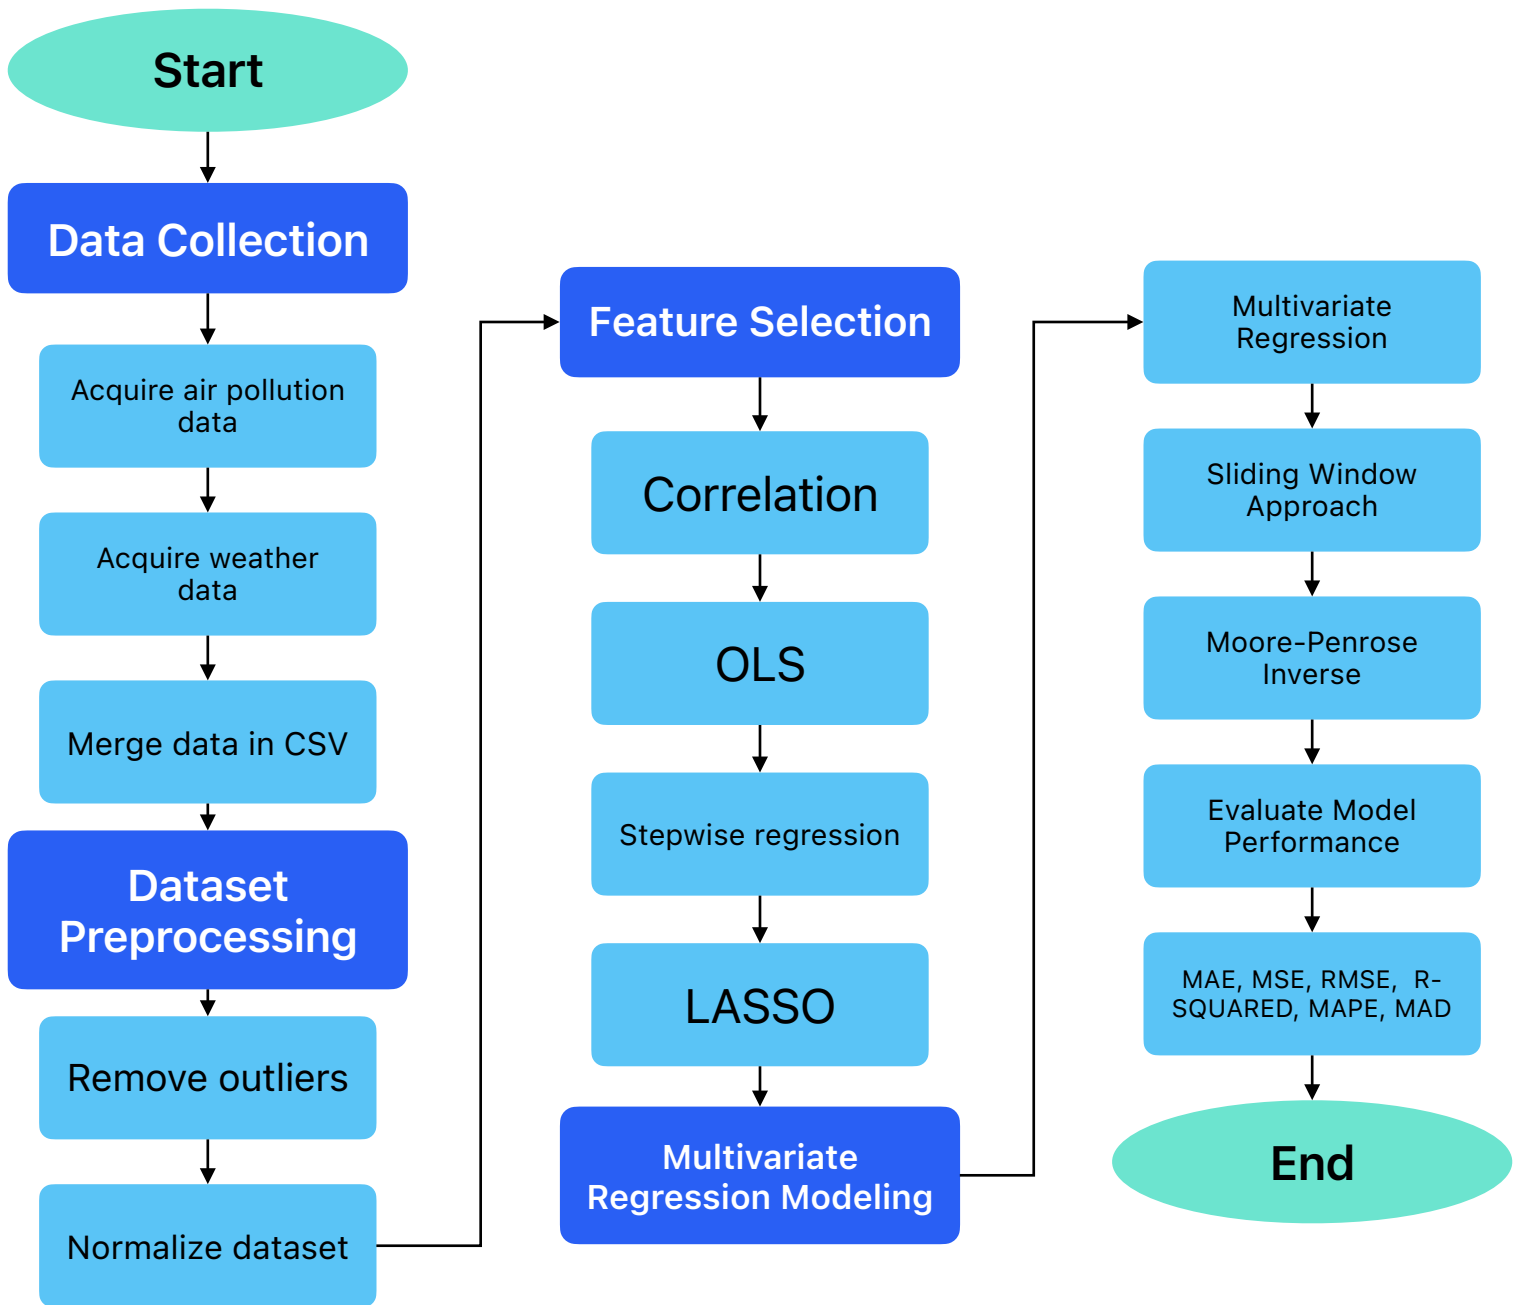 Start
Data Collection
Acquire air pollution
data
Acquire weather
data
Merge data in CSV
Dataset
Preprocessing
Remove outliers
Normalize dataset
Feature Selection
Correlation
OLS
Stepwise regression
LASSO
Multivariate
Regression Modeling
Multivariate
Regression
Sliding Window
Approach
Moore-Penrose
Inverse
Evaluate Model
Performance
MAE, MSE, RMSE, R-
SQUARED, MAPE, MAD
End